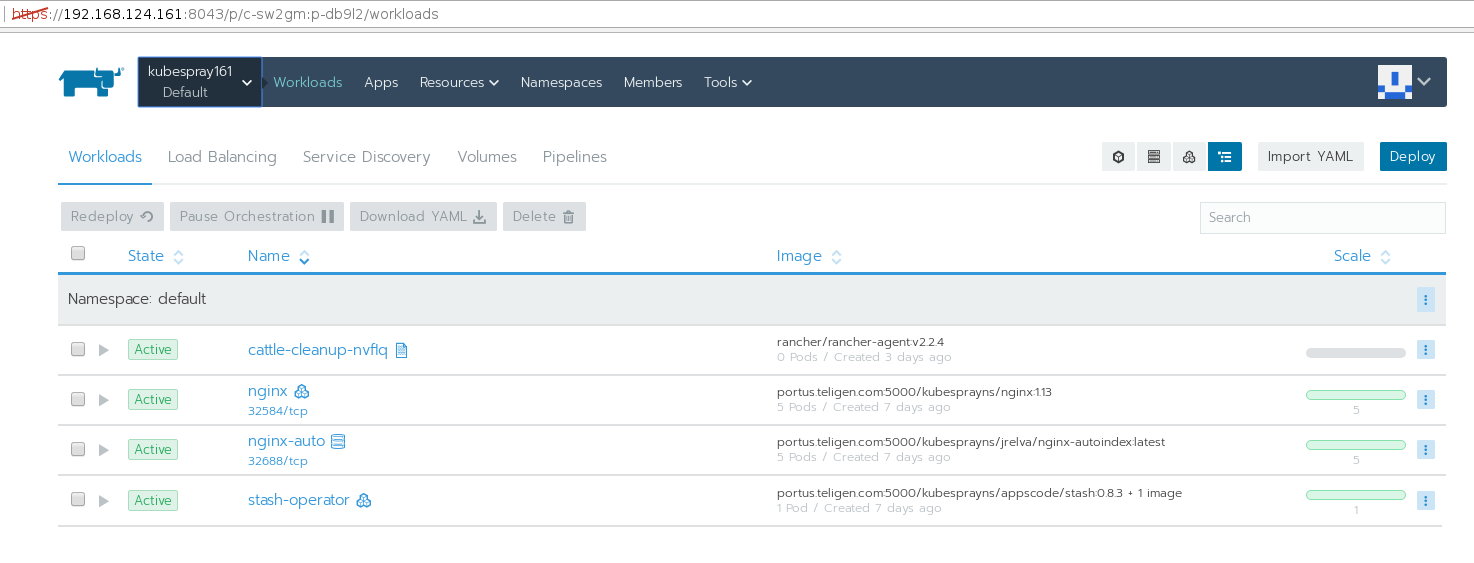 https://192.168.124.161:8043/p/c-sw2gm:p-db9l2/workloads
kubespray161
Default
Workloads Apps Resources Namespaces Members Tools
Workloads Load Balancing Service Discovery Volumes Pipelines Import YAML Deploy
Redeploy Pause Orchestration Download YAML Delete Search
State Name Image Scale
Namespace: default
Active cattle-cleanup-nvflq rancher/rancher-agent:v2.2.4
0 Pods / Created 3 days ago
Active nginx portus.teligen.com:5000/kubesprayns/nginx:1.13
32584/tcp 5 Pods / Created 7 days ago 5
Active nginx-auto portus.teligen.com:5000/kubesprayns/jrelva/nginx-autoindex:latest
32688/tcp 5 Pods / Created 7 days ago 5
Active stash-operator portus.teligen.com:5000/kubesprayns/appscode/stash:0.8.3 + 1 image
1 Pod / Created 7 days ago 1